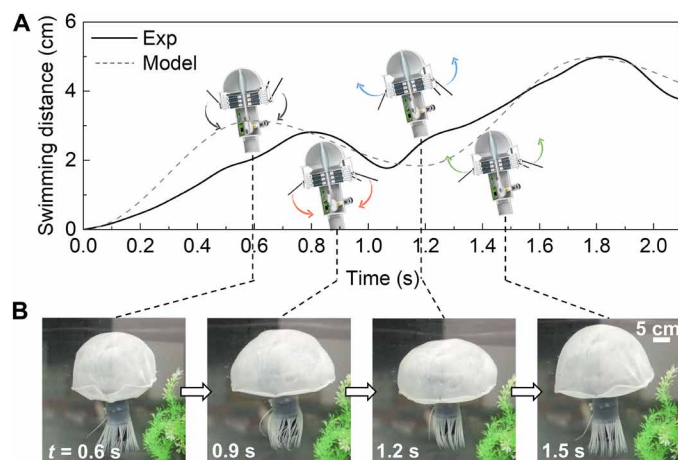 A
Swimming distance (cm)
6
4
2
0
Exp
Model
0.0 0.2 0.4 0.6 0.8 1.0 1.2 1.4 1.6 1.8 2.0
Time (s)
B
5 cm
t = 0.6 s
0.9 s
1.2 s
1.5 s